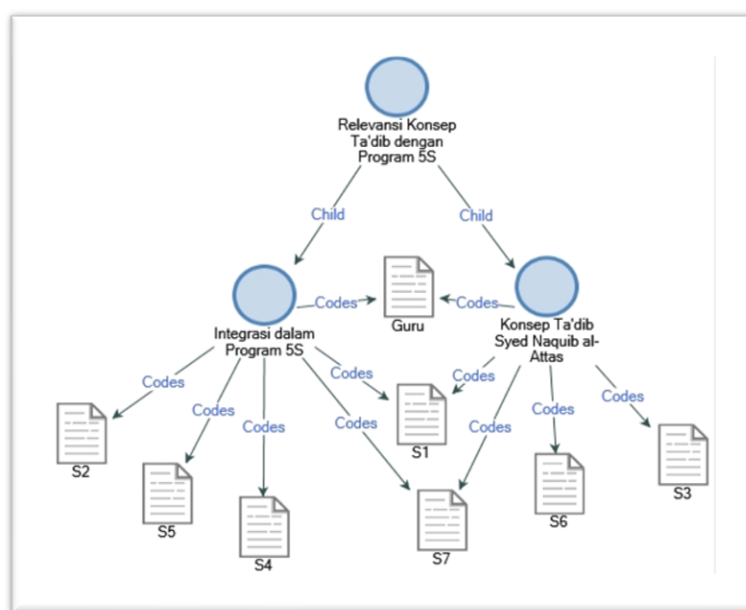 Relevansi Konsep
Ta'dib dengan
Program 5S
Child
Child
Codes
Codes
Guru
Integrasi dalam
Program 5S
Konsep Ta'dib
Syed Naquib al-
Attas
Codes
Codes
Codes
Codes
Codes
Codes
Codes
Codes
Codes
S2
S5
S4
S1
S7
S6
S3